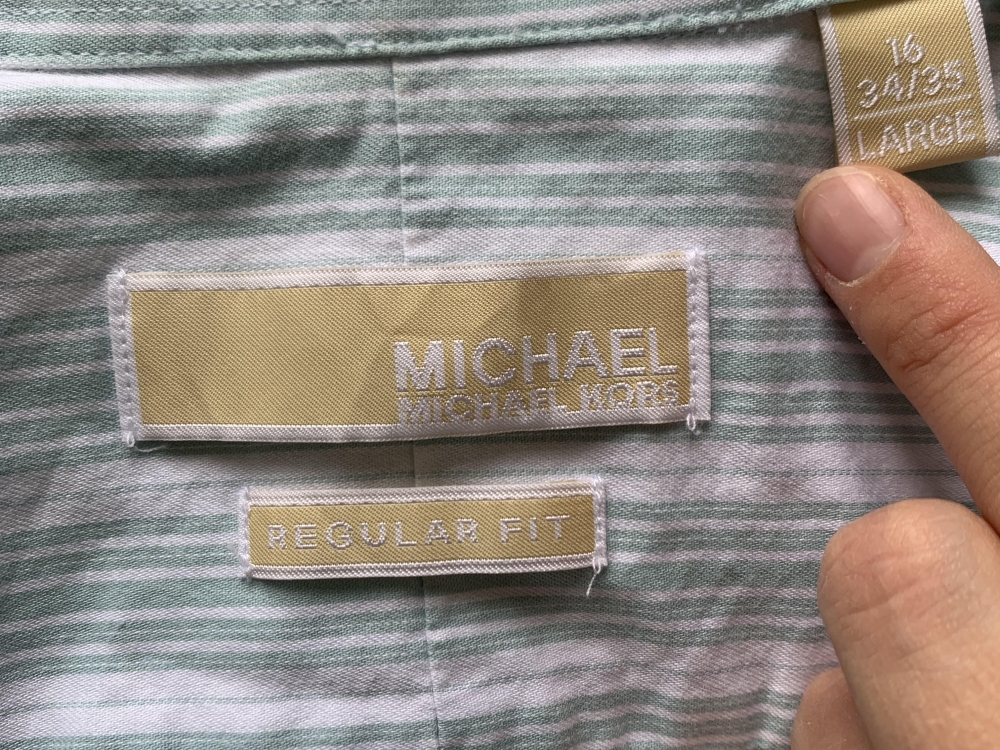 16
34/35
LARGE
MICHAEL
MICHAEL KORS
REGULAR FIT